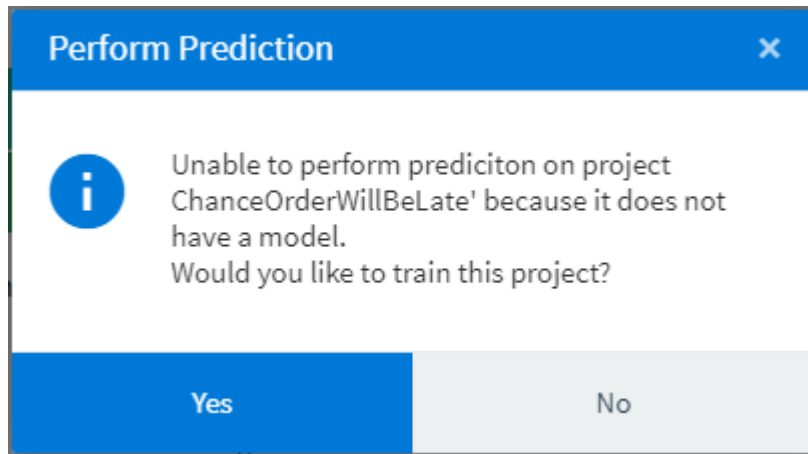 Perform Prediction
Unable to perform prediciton on project
ChanceOrderWillBeLate' because it does not
have a model.
Would you like to train this project?
Yes
No